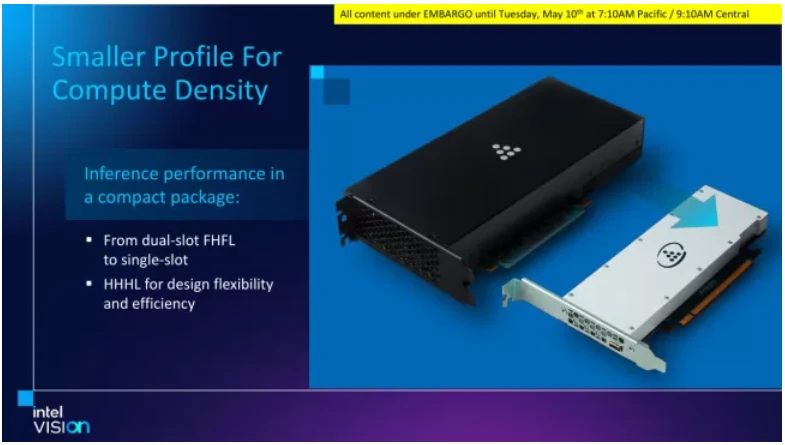 All content under EMBARGO until Tuesday, May 10th at 7:10AM Pacific / 9:10AM Central
Smaller Profile For
Compute Density
Inference performance in
a compact package:
▪ From dual-slot FHFL
to single-slot
▪ HHHL for design flexibility
and efficiency
intel
VISION